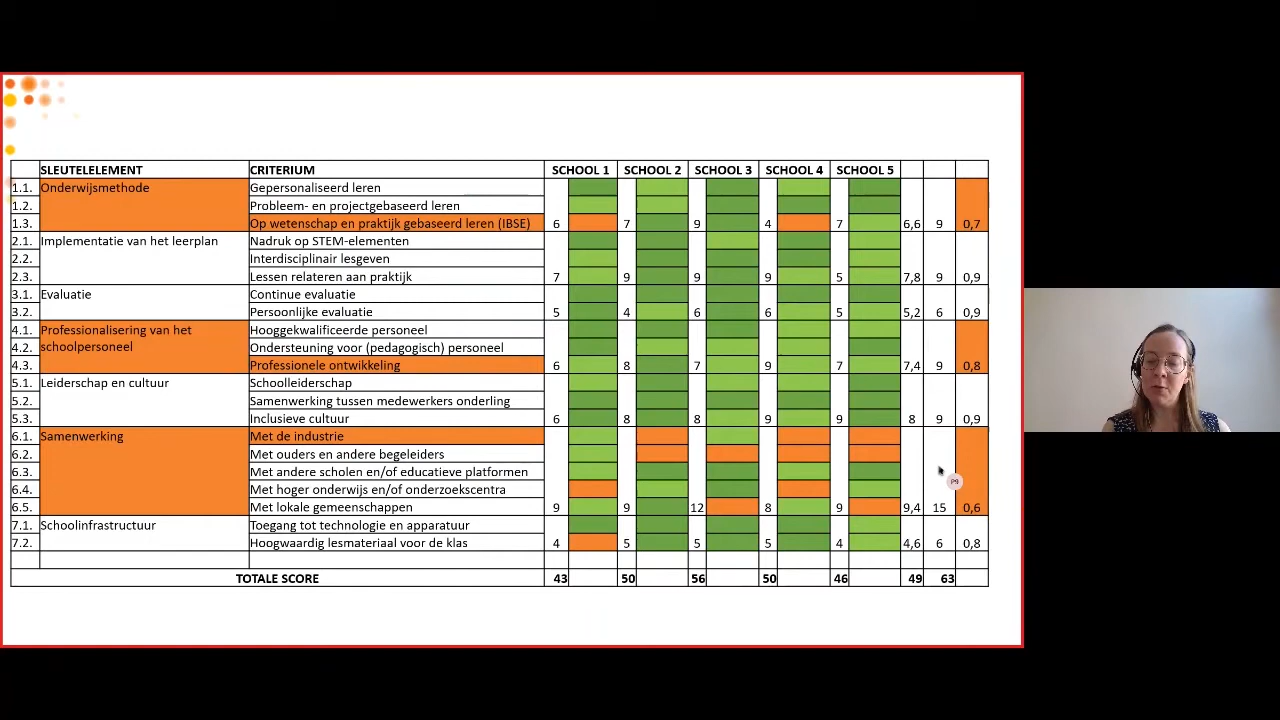 SLEUTELELEMENT CRITERIUM SCHOOL 1 SCHOOL 2 SCHOOL 3 SCHOOL 4 SCHOOL 5
1.1. Onderwijsmethode Gepersonaliseerd leren
1.2. Probleem- en projectgebaseerd leren
1.3. Op wetenschap en praktijk gebaseerd leren (IBSE) 6 7 9 4 7 6,6 9 0,7
2.1. Implementatie van het leerplan Nadruk op STEM-elementen
2.2. Interdisciplinair lesgeven
2.3. Lessen relateren aan praktijk 7 9 9 9 5 7,8 9 0,9
3.1. Evaluatie Continue evaluatie
3.2. Persoonlijke evaluatie 5 4 6 6 5 5,2 6 0,9
4.1. Professionalisering van het Hooggekwalificeerde personeel
4.2. schoolpersoneel Ondersteuning voor (pedagogisch) personeel
4.3. Professionele ontwikkeling 6 8 7 9 7 7,4 9 0,8
5.1. Leiderschap en cultuur Schoolleiderschap
5.2. Samenwerking tussen medewerkers onderling
5.3. Inclusieve cultuur 6 8 8 9 9 8 9 0,9
6.1. Samenwerking Met de industrie
6.2. Met ouders en andere begeleiders
6.3. Met andere scholen en/of educatieve platformen
6.4. Met hoger onderwijs en/of onderzoekscentra
6.5. Met lokale gemeenschappen 9 9 12 8 9 9,4 15 0,6
7.1. Schoolinfrastructuur Toegang tot technologie en apparatuur
7.2. Hoogwaardig lesmateriaal voor de klas 4 5 5 5 4 4,6 6 0,8
TOTALE SCORE 43 50 56 50 46 49 63